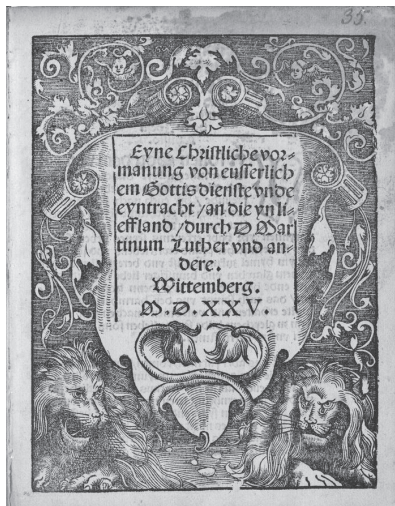 35.
Eyne Christliche vor=
manung von eusserlich
em Gottis dienste vnde
eyntracht / an die yn li=
effland / durch D Mar
tinum Luther vnd an=
dere.
Wittemberg.
M.D.XXV.